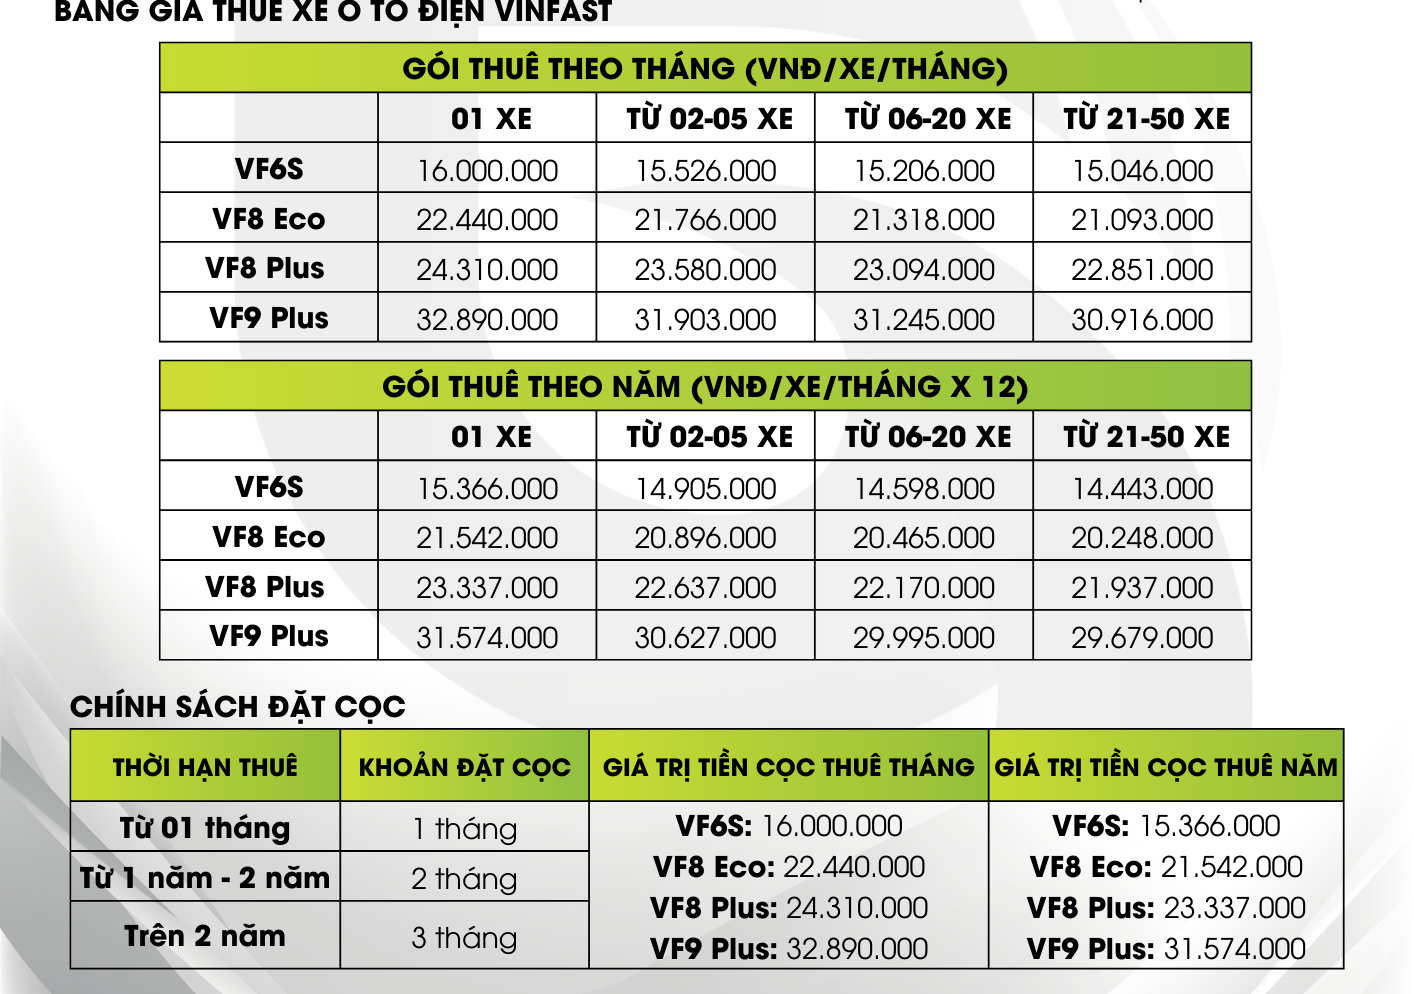 BẢNG GIÁ THUÊ XE Ô TÔ ĐIỆN VINFAST
GÓI THUÊ THEO THÁNG (VNĐ/XE/THÁNG)
01 XE TỪ 02-05 XE TỪ 06-20 XE TỪ 21-50 XE
VF6S 16.000.000 15.526.000 15.206.000 15.046.000
VF8 Eco 22.440.000 21.766.000 21.318.000 21.093.000
VF8 Plus 24.310.000 23.580.000 23.094.000 22.851.000
VF9 Plus 32.890.000 31.903.000 31.245.000 30.916.000
GÓI THUÊ THEO NĂM (VNĐ/XE/THÁNG X 12)
01 XE TỪ 02-05 XE TỪ 06-20 XE TỪ 21-50 XE
VF6S 15.366.000 14.905.000 14.598.000 14.443.000
VF8 Eco 21.542.000 20.896.000 20.465.000 20.248.000
VF8 Plus 23.337.000 22.637.000 22.170.000 21.937.000
VF9 Plus 31.574.000 30.627.000 29.995.000 29.679.000
CHÍNH SÁCH ĐẶT CỌC
THỜI HẠN THUÊ KHOẢN ĐẶT CỌC GIÁ TRỊ TIỀN CỌC THUÊ THÁNG GIÁ TRỊ TIỀN CỌC THUÊ NĂM
Từ 01 tháng 1 tháng
Từ 1 năm - 2 năm 2 tháng
Trên 2 năm 3 tháng
VF6S: 16.000.000
VF8 Eco: 22.440.000
VF8 Plus: 24.310.000
VF9 Plus: 32.890.000
VF6S: 15.366.000
VF8 Eco: 21.542.000
VF8 Plus: 23.337.000
VF9 Plus: 31.574.000